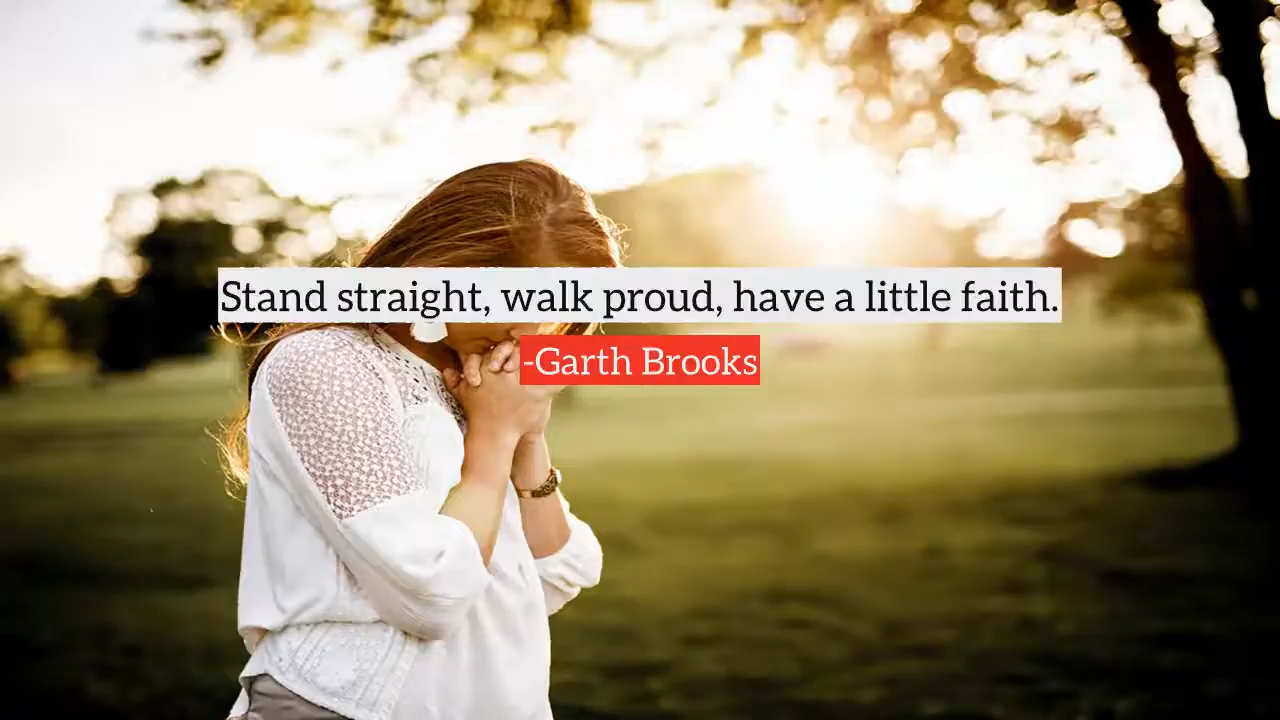 Stand straight, walk proud, have a little faith.
-Garth Brooks